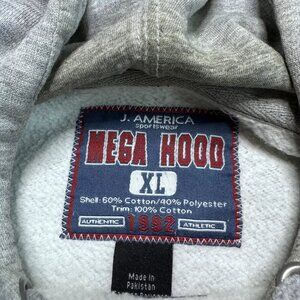 J. AMERICA
sportswear
MEGA HOOD
XL
Shell: 60% Cotton/40% Polyester
Trim: 100% Cotton
AUTHENTIC 1992 ATHLETIC
Made in
Pakistan